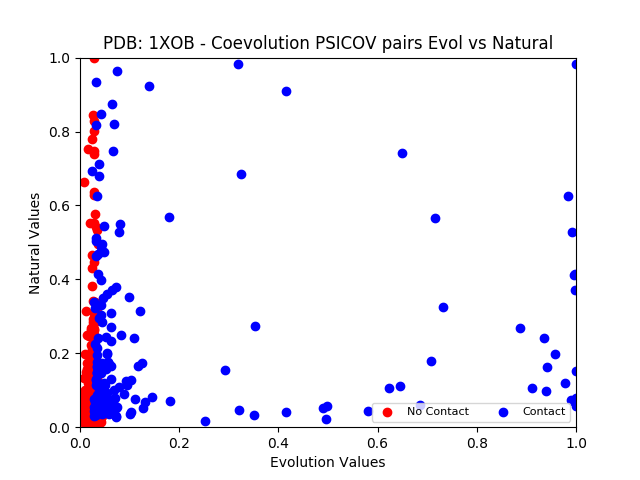 PDB: 1XOB - Coevolution PSICOV pairs Evol vs Natural
1.0
0.8
0.6
0.4
0.2
0.0
Natural Values
0.0 0.2 0.4 0.6 0.8 1.0
Evolution Values
No Contact Contact